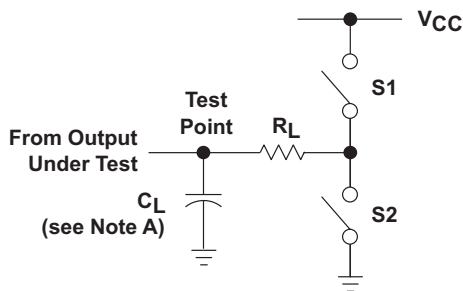 VCC
S1
Test
Point
RL
From Output
Under Test
CL
(see Note A)
S2